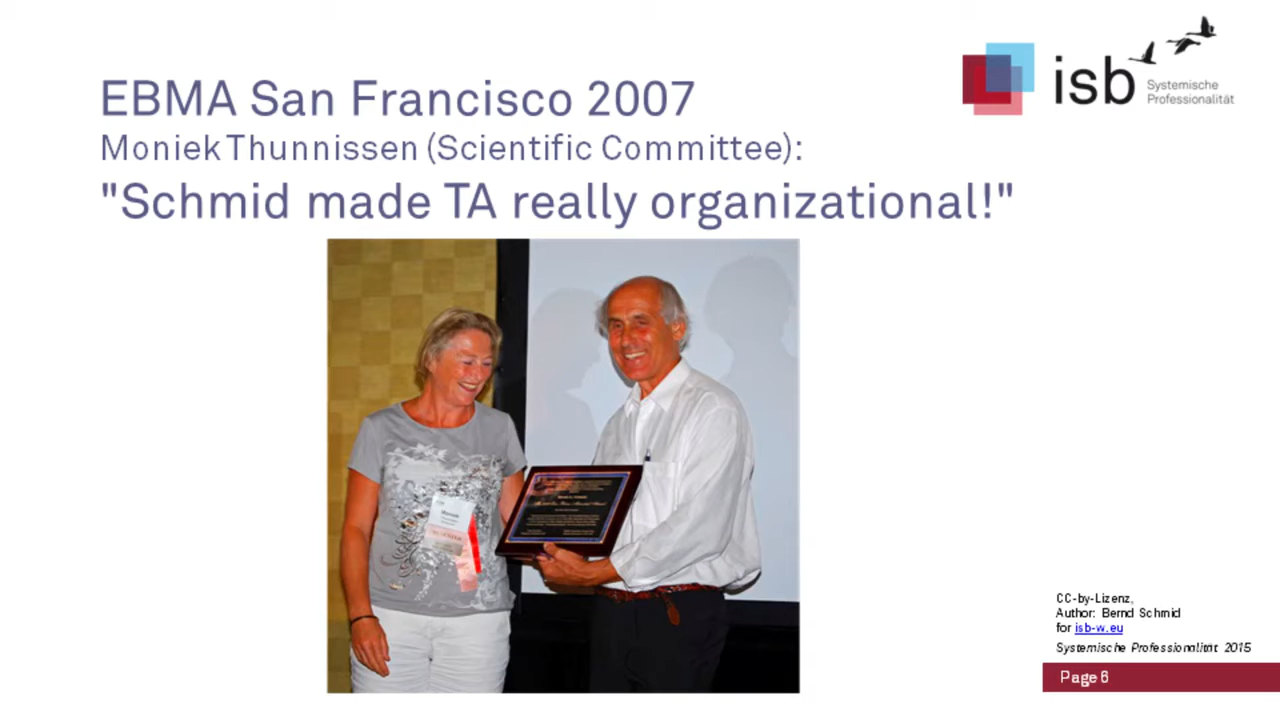 EBMA San Francisco 2007
Moniek Thunnissen (Scientific Committee):
"Schmid made TA really organizational!"
isb
Systemische
Professionalität
CC-by-Lizenz,
Author: Bernd Schmid
for isb-w.eu
Systemische Professionalität 2015
Page 6